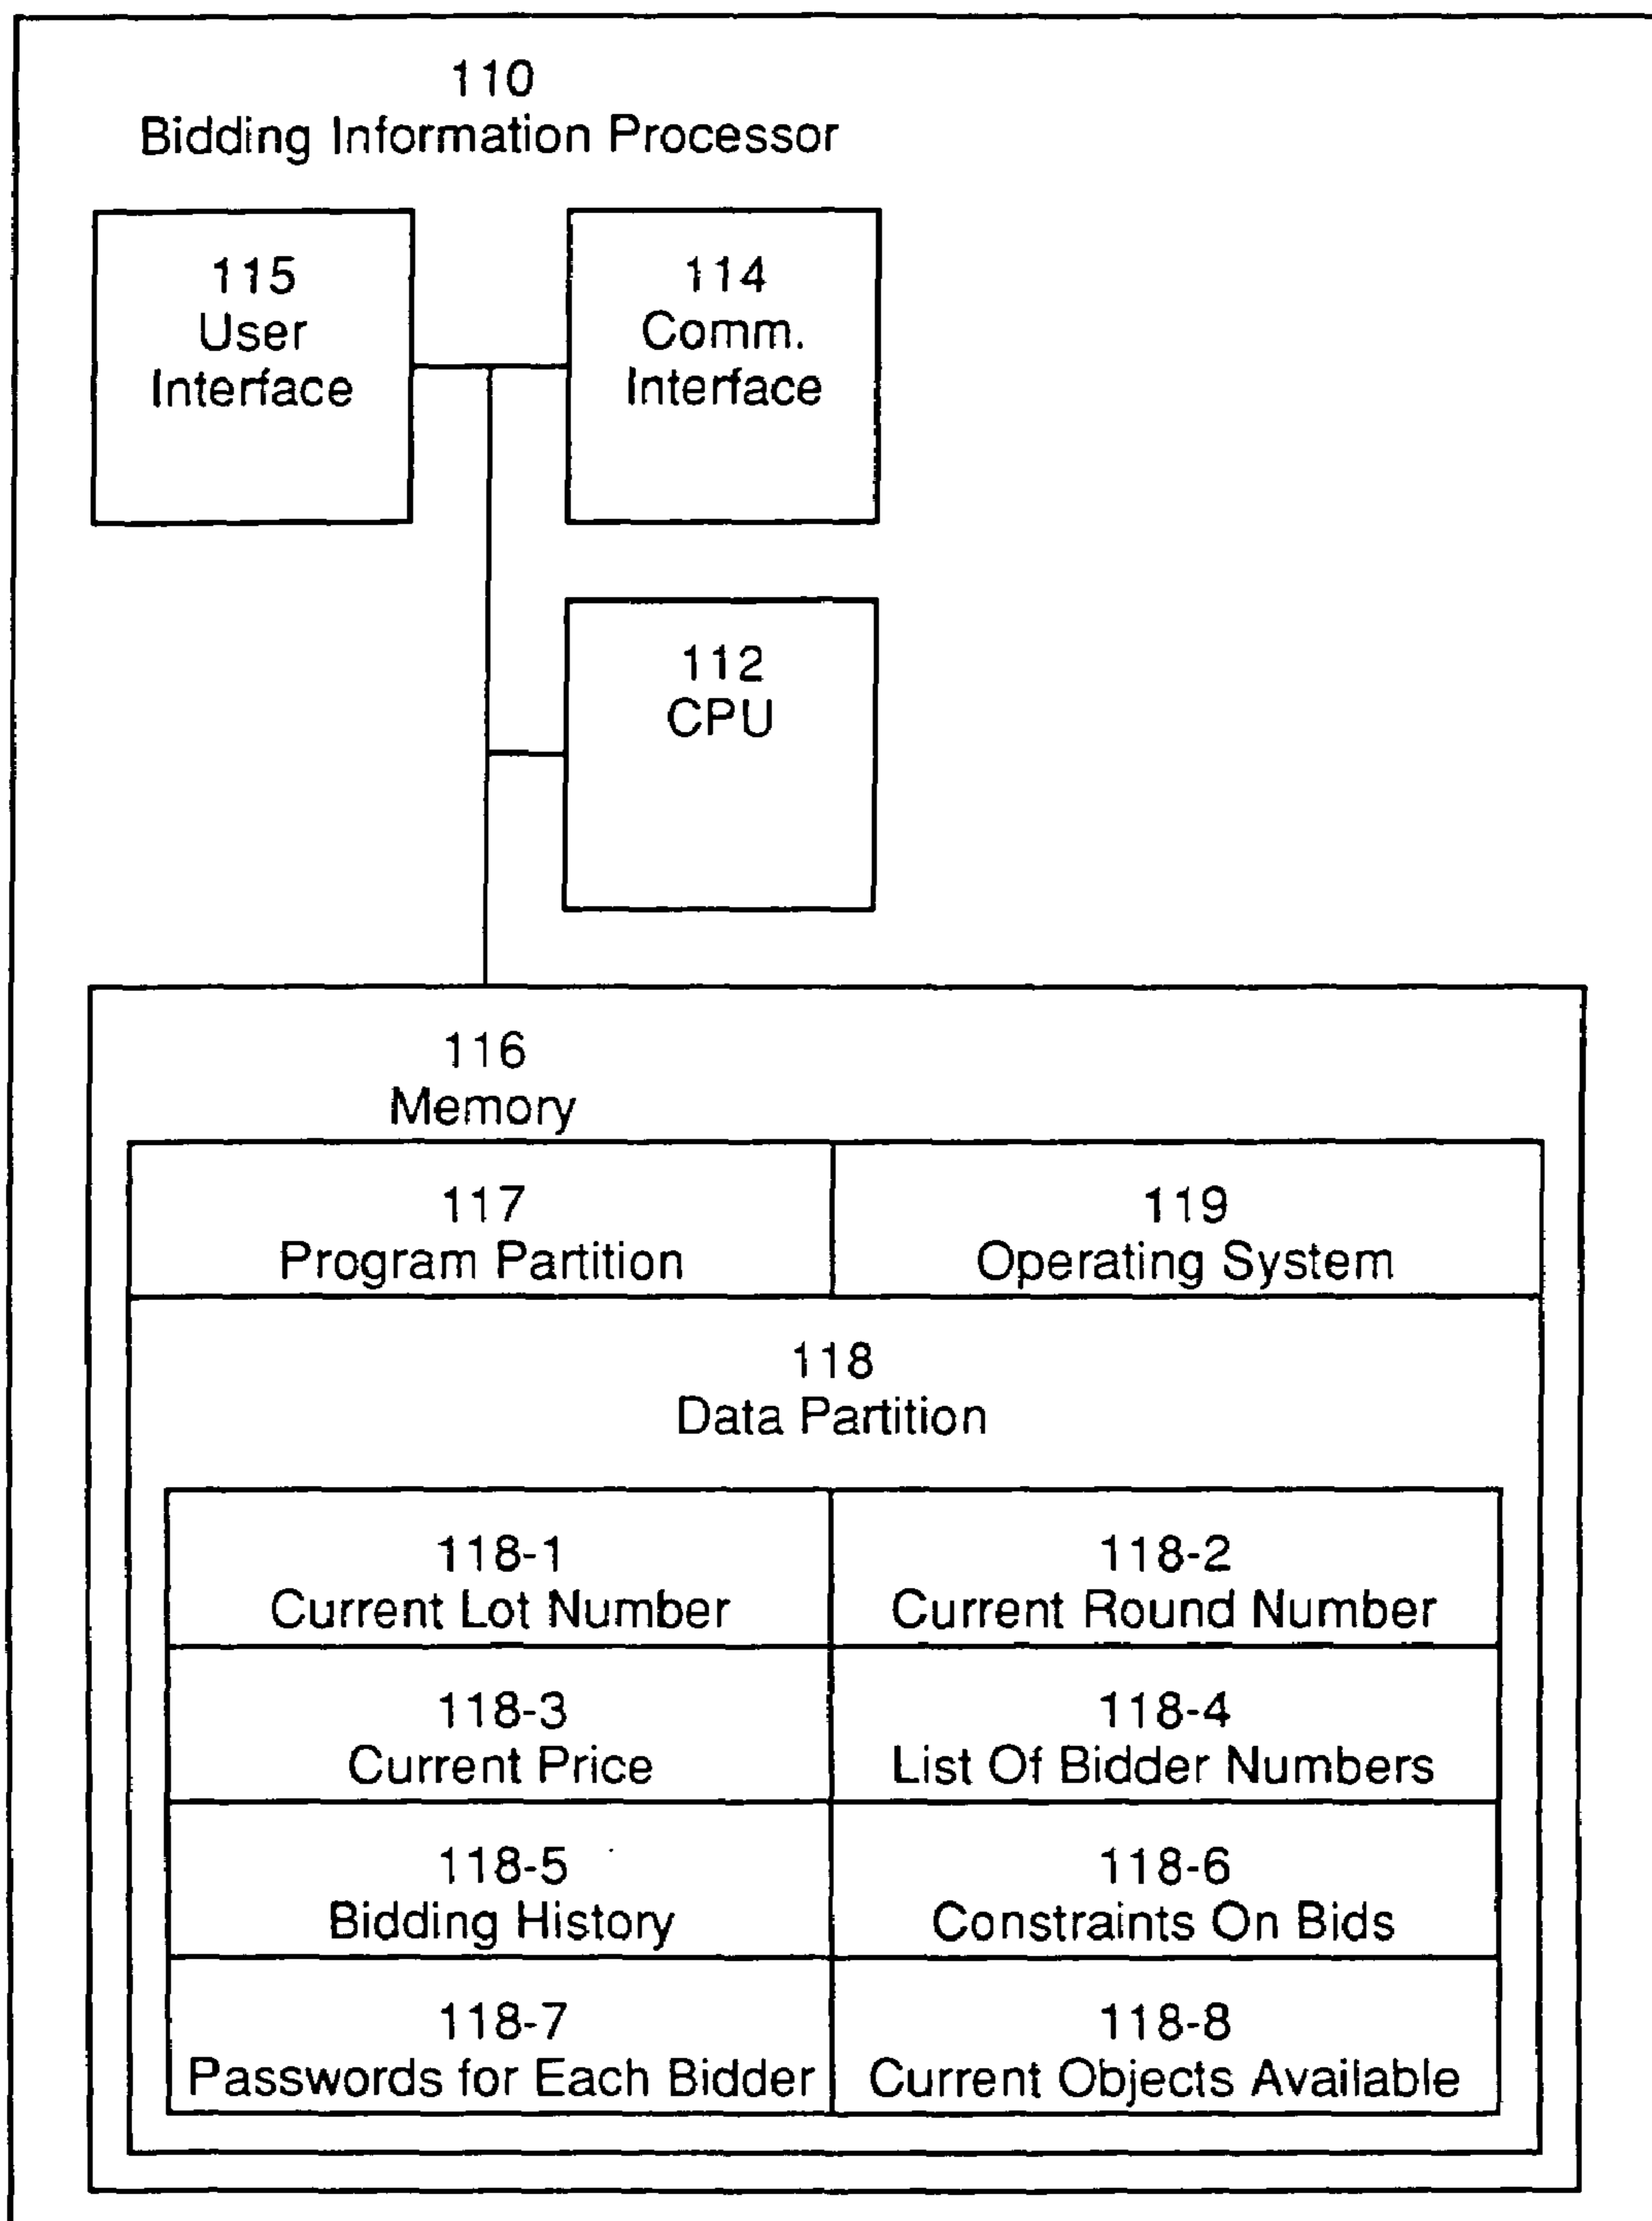 110
Bidding Information Processor
115
User
Interface
114
Comm.
Interface
112
CPU
116
Memory
117
Program Partition
119
Operating System
118
Data Partition
118-1
Current Lot Number
118-2
Current Round Number
118-3
Current Price
118-4
List Of Bidder Numbers
118-5
Bidding History
118-6
Constraints On Bids
118-7
Passwords for Each Bidder
118-8
Current Objects Available